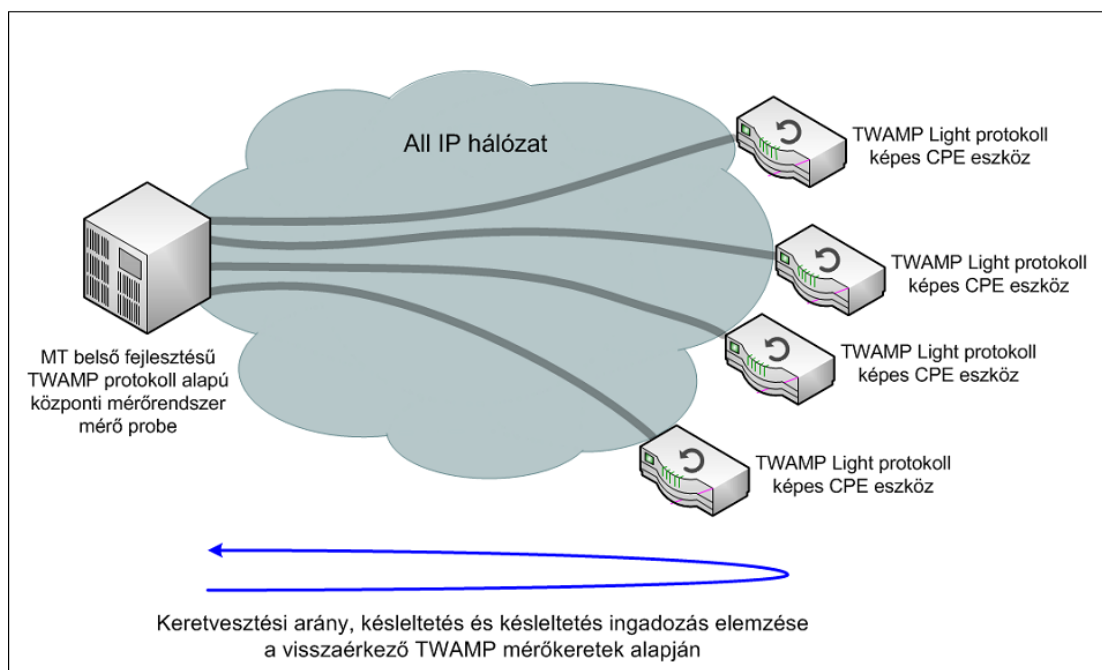 All IP hálózat
TWAMP Light protokoll
képes CPE eszköz
TWAMP Light protokoll
képes CPE eszköz
TWAMP Light protokoll
képes CPE eszköz
TWAMP Light protokoll
képes CPE eszköz
MT belső fejlesztésű
TWAMP protokoll alapú
központi mérőrendszer
mérő probe
Keretvesztési arány, késleltetés és késleltetés ingadozás elemzése
a visszaérkező TWAMP mérőkeretek alapján